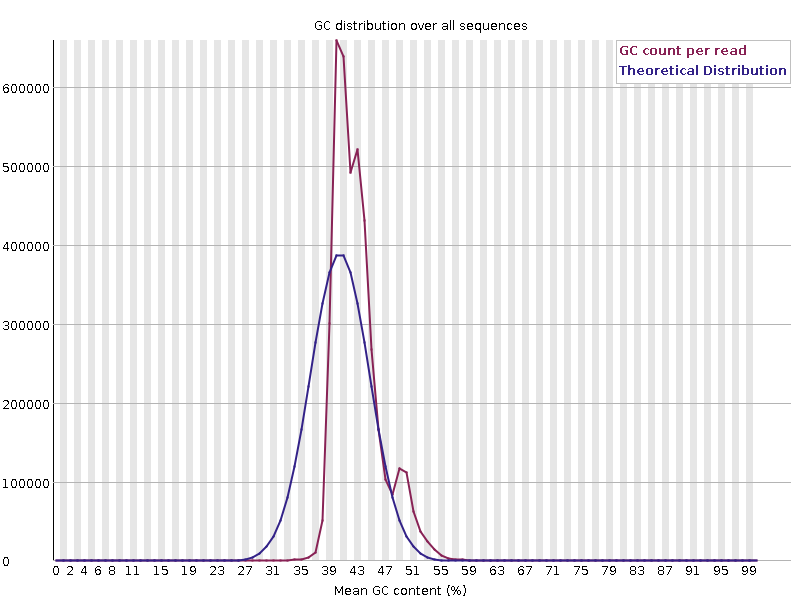 GC distribution over all sequences
GC count per read
Theoretical Distribution
600000
500000
400000
300000
200000
100000
0
0 2 4 6 8 11 15 19 23 27 31 35 39 43 47 51 55 59 63 67 71 75 79 83 87 91 95 99
Mean GC content (%)